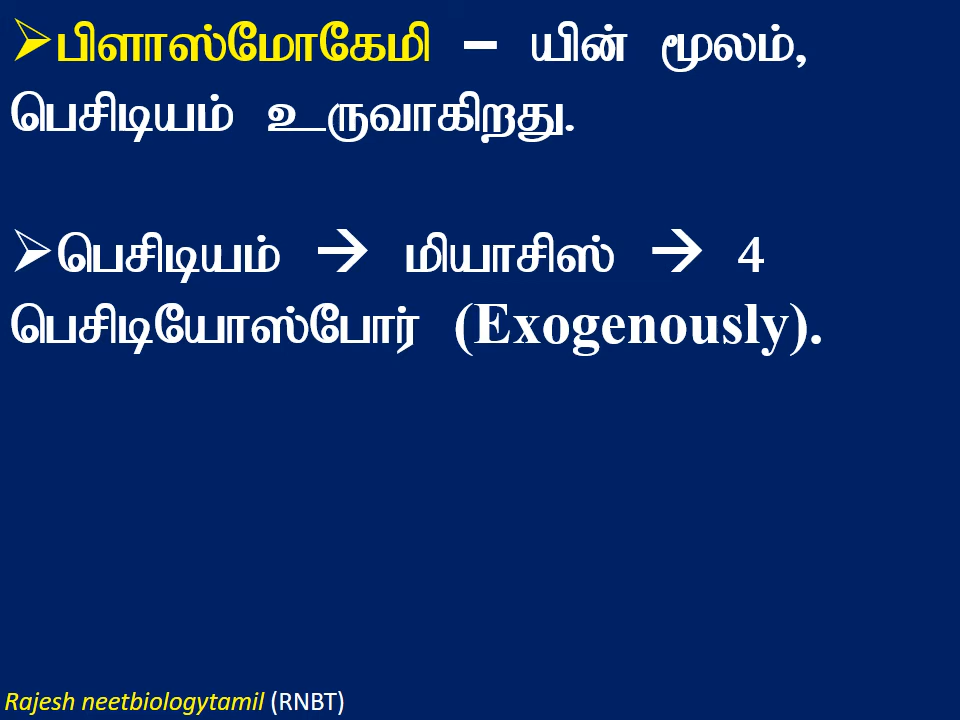 ➢பிளாஸ்மோகேமி – யின் மூலம்,
பெசிடியம் உருவாகிறது.
➢பெசிடியம் → மியாசிஸ் → 4
பெசிடியோஸ்போர் (Exogenously).
Rajesh neetbiologytamil (RNBT)